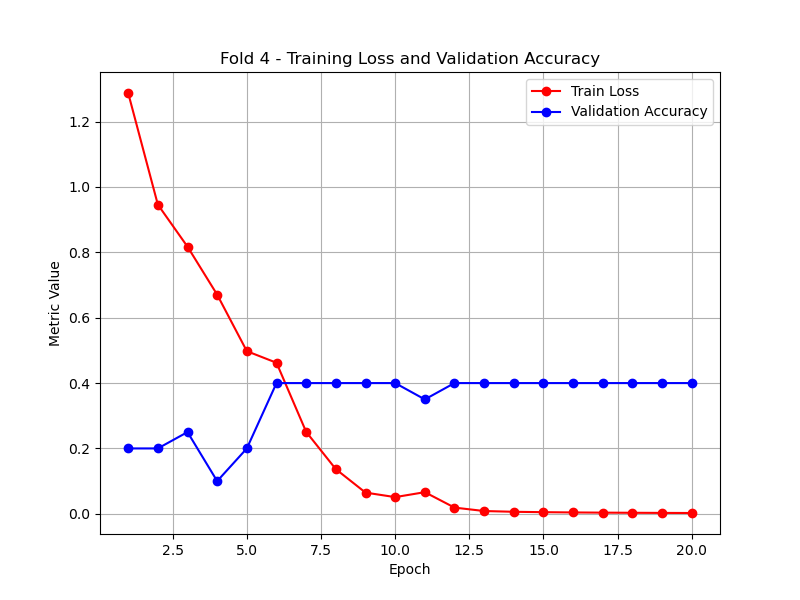 Fold 4 - Training Loss and Validation Accuracy
Train Loss
Validation Accuracy
1.2
1.0
0.8
0.6
0.4
0.2
0.0
Metric Value
2.5 5.0 7.5 10.0 12.5 15.0 17.5 20.0
Epoch